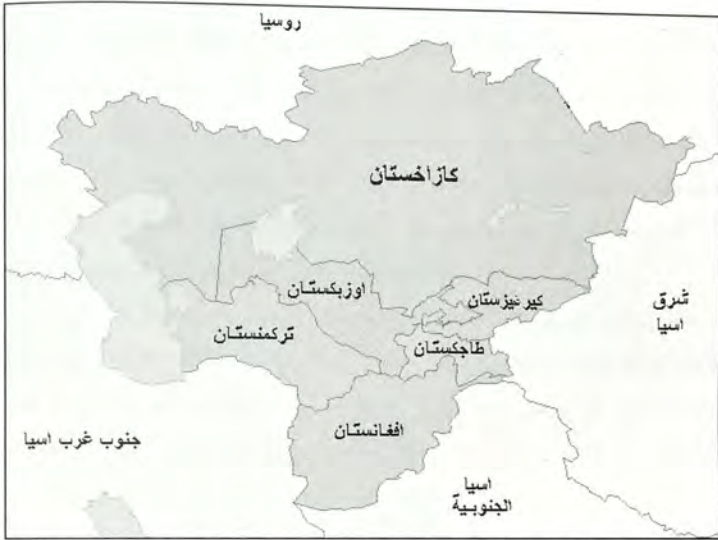 روسيا
كازاخستان
اوزبكستان
كيرغيزستان
شرق
اسيا
تركمنستان
طاجكستان
افغانستان
جنوب غرب اسيا
اسيا
الجنوبية